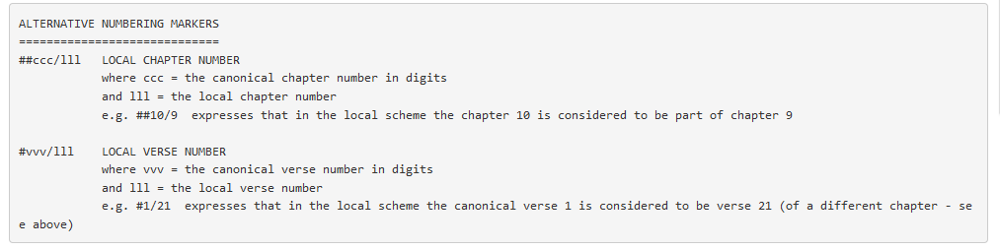 ALTERNATIVE NUMBERING MARKERS
=============================
##ccc/lll   LOCAL CHAPTER NUMBER
            where ccc = the canonical chapter number in digits
            and lll = the local chapter number
            e.g. ##10/9  expresses that in the local scheme the chapter 10 is considered to be part of chapter 9

#vvv/lll    LOCAL VERSE NUMBER
            where vvv = the canonical verse number in digits
            and lll = the local verse number
            e.g. #1/21  expresses that in the local scheme the canonical verse 1 is considered to be verse 21 (of a different chapter - se
e above)